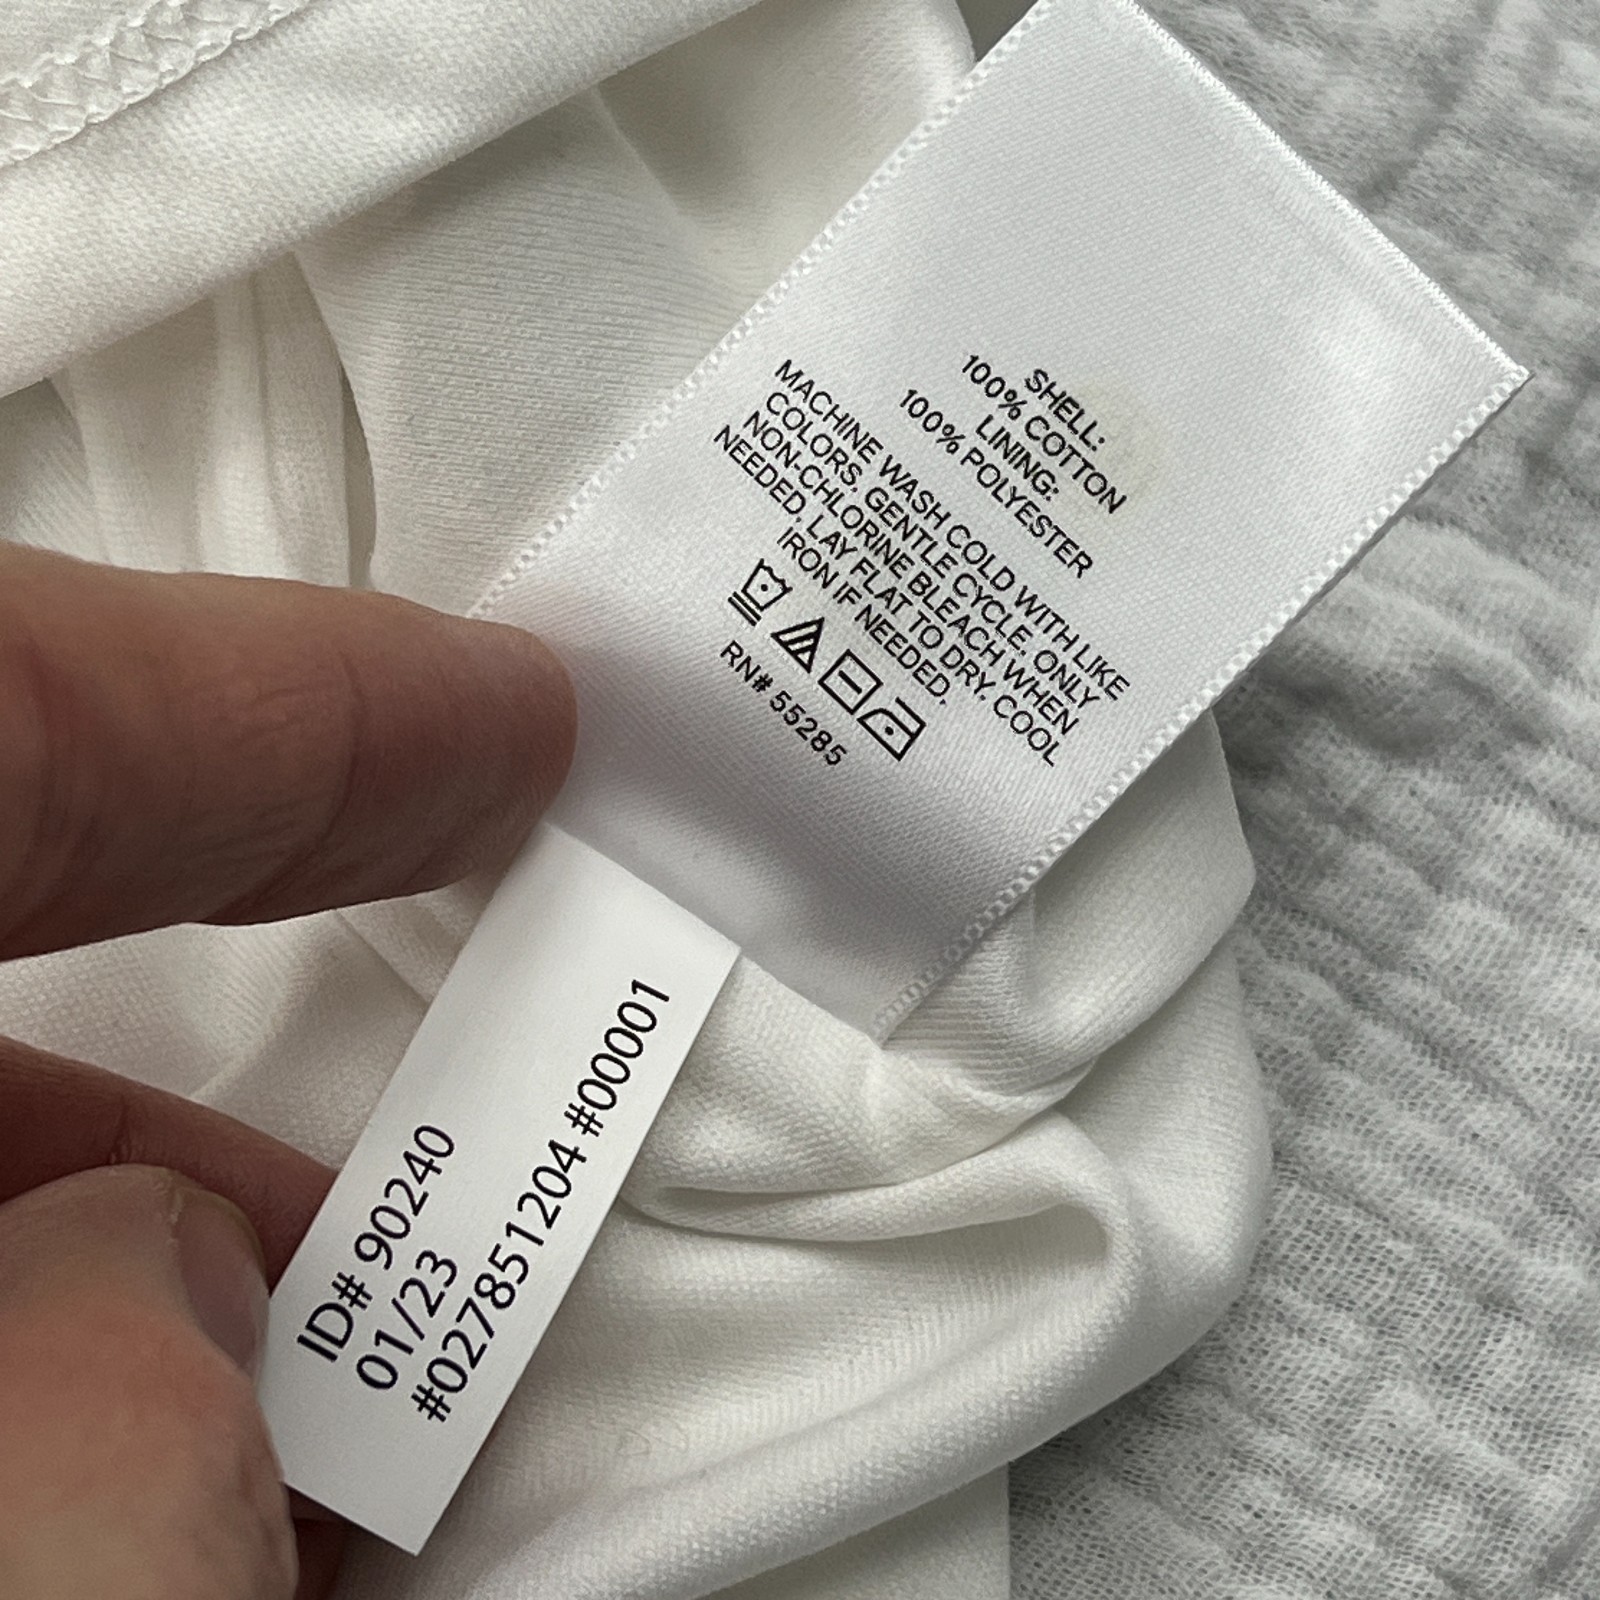 SHELL:
100% COTTON
LINING:
100% POLYESTER
MACHINE WASH COLD WITH LIKE
COLORS, GENTLE CYCLE, ONLY
NON-CHLORINE BLEACH WHEN
NEEDED, LAY FLAT TO DRY, COOL
IRON IF NEEDED,
RN# 55285
ID# 90240
01/23
#027851204 #00001